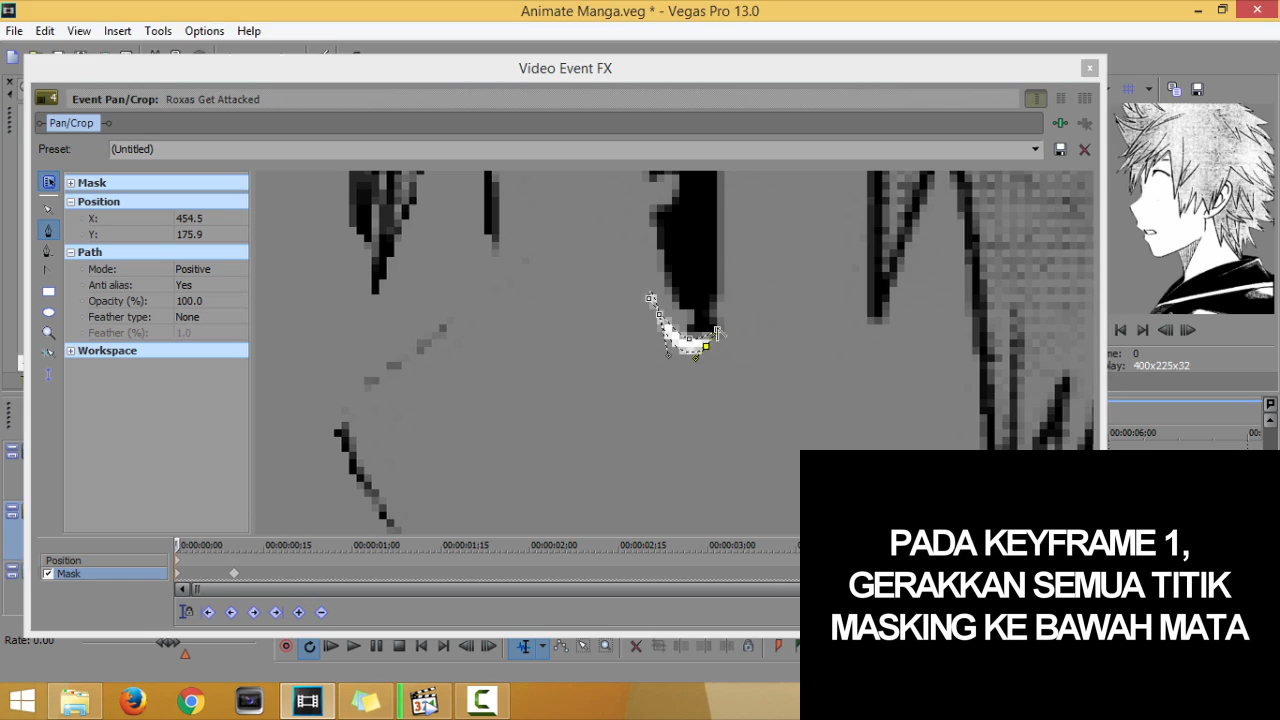 Animate Manga.veg * - Vegas Pro 13.0
File Edit View Insert Tools Options Help
Video Event FX
Event Pan/Crop: Roxas Get Attacked
Pan/Crop
Preset: (Untitled)
Mask
Position
X: 454.5
Y: 175.9
Path
Mode: Positive
Anti alias: Yes
Opacity (%): 100.0
Feather type: None
Feather (%): 1.0
Workspace
me: 0
lay: 400x225x32
00:00:06;00 00:
0:00:00;00 00:00:00;15 00:00:01;00 00:00:01;15 00:00:02;00 00:00:02;15 00:00:03;00
Position
Mask
Rate: 0.00
PADA KEYFRAME 1,
GERAKKAN SEMUA TITIK
MASKING KE BAWAH MATA